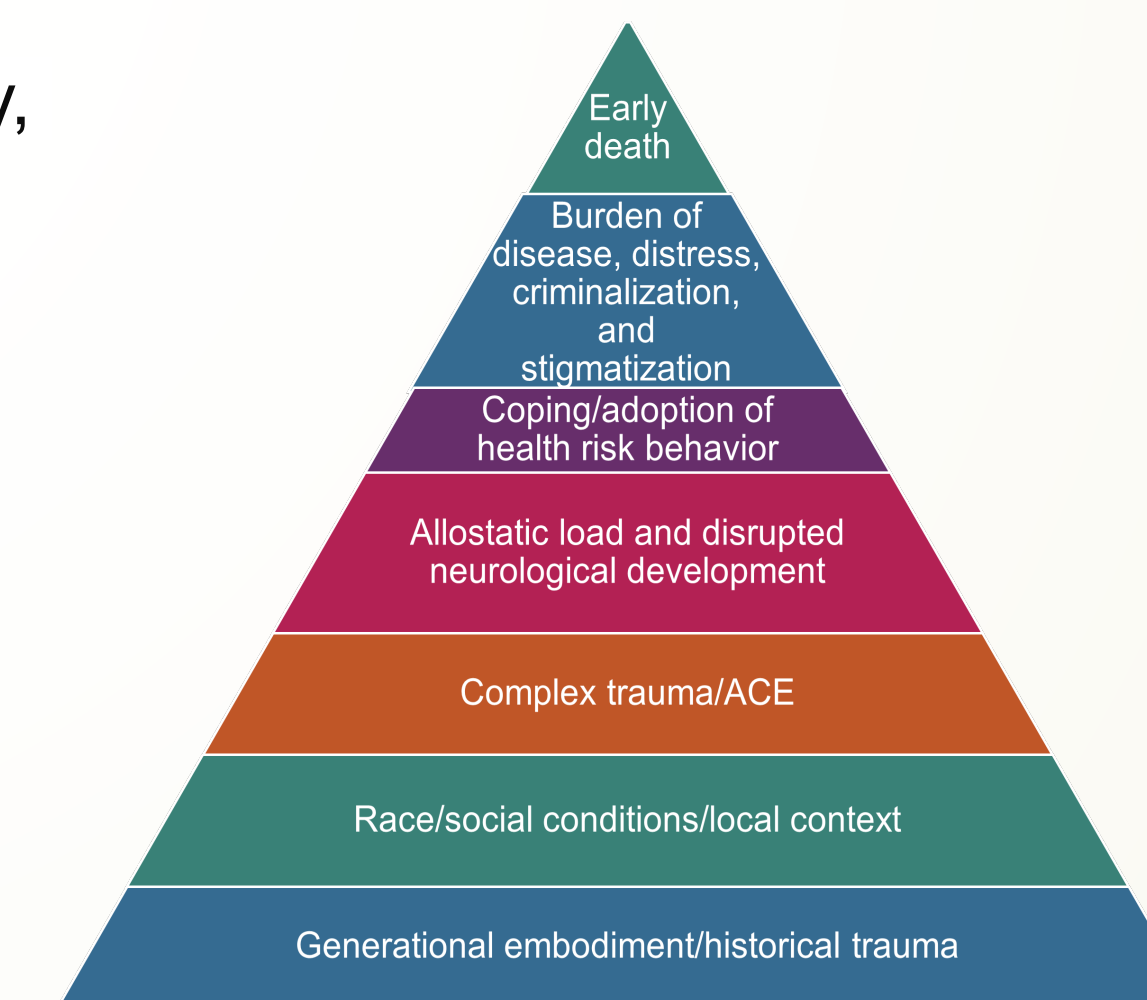 y,
Early
death
Burden of
disease, distress,
criminalization,
and
stigmatization
Coping/adoption of
health risk behavior
Allostatic load and disrupted
neurological development
Complex trauma/ACE
Race/social conditions/local context
Generational embodiment/historical trauma